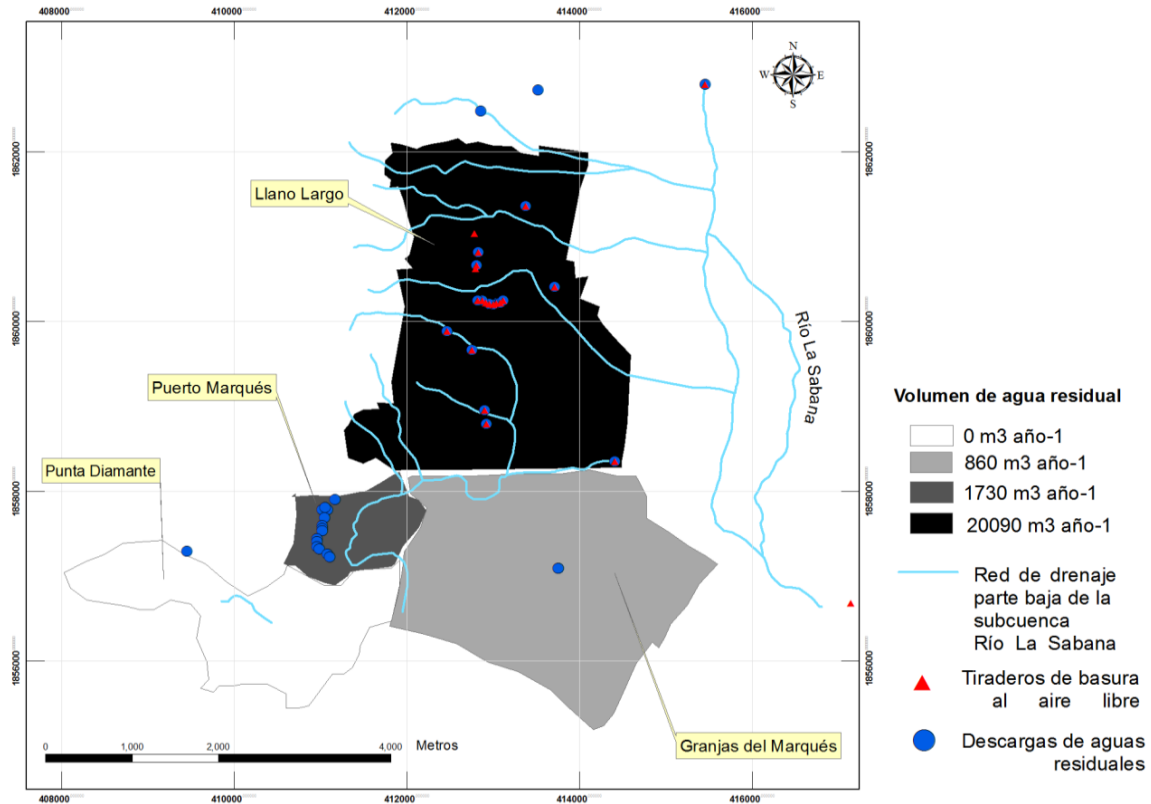 408000 410000 412000 414000 416000
N
W E
S
1862000 1862000
Llano Largo
1860000 1860000
Río La Sabana
Puerto Marqués
Punta Diamante
1858000 1858000
1856000 1856000
Granjas del Marqués
0 1,000 2,000 4,000 Metros
408000 410000 412000 414000 416000
Volumen de agua residual
0 m3 año-1
860 m3 año-1
1730 m3 año-1
20090 m3 año-1
Red de drenaje
parte baja de la
subcuenca
Río La Sabana
Tiraderos de basura
al aire libre
Descargas de aguas
residuales